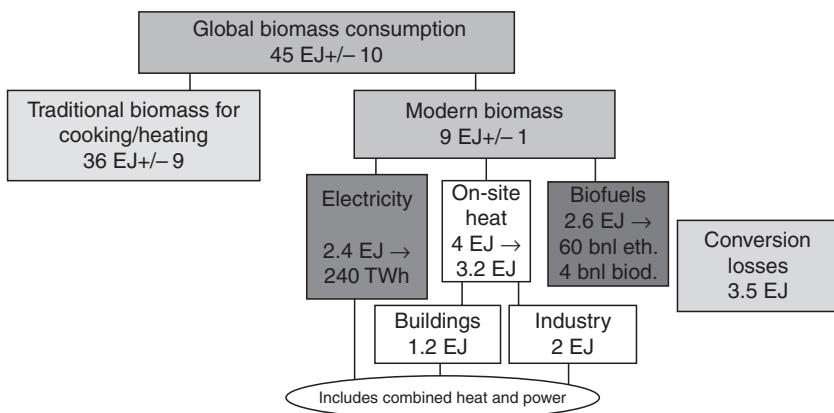 Global biomass consumption
45 EJ+/– 10
Traditional biomass for
cooking/heating
36 EJ+/– 9
Modern biomass
9 EJ+/– 1
Electricity
2.4 EJ →
240 TWh
On-site
heat
4 EJ →
3.2 EJ
Biofuels
2.6 EJ →
60 bnl eth.
4 bnl biod.
Conversion
losses
3.5 EJ
Buildings
1.2 EJ
Industry
2 EJ
Includes combined heat and power